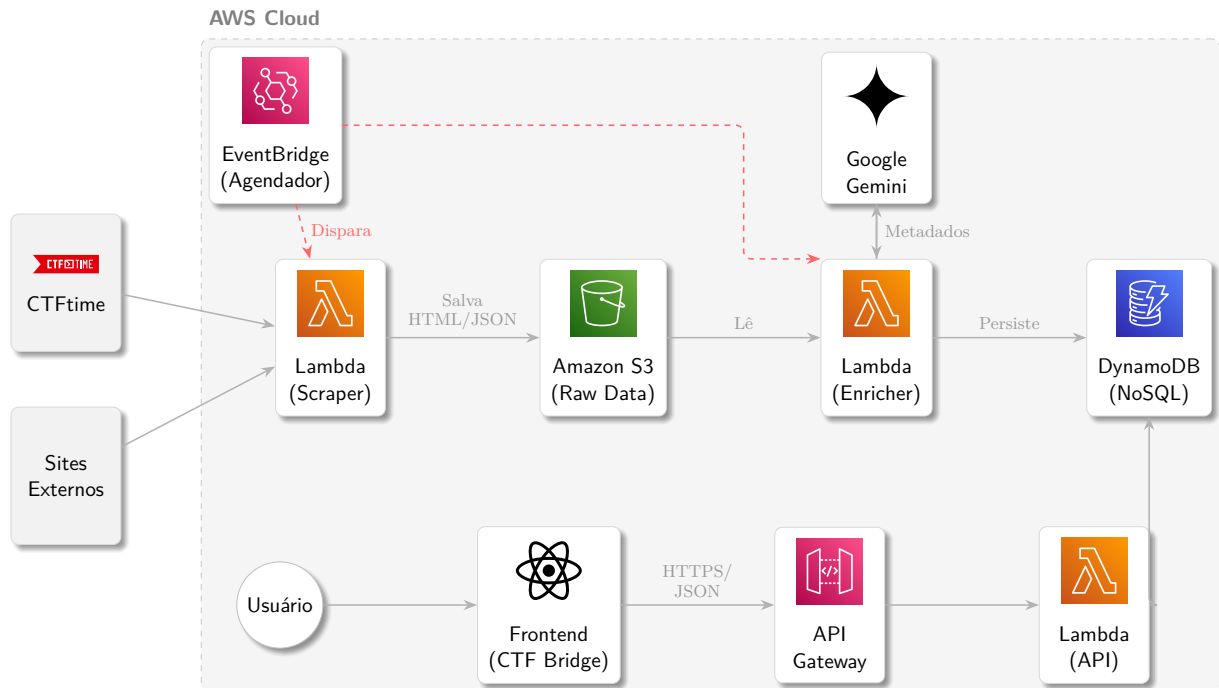 AWS Cloud
EventBridge
(Agendador)
Google
Gemini
Dispara
Metadados
CTFTIME
CTFtime
Salva
HTML/JSON
Lê
Persiste
Lambda
(Scraper)
Amazon S3
(Raw Data)
Lambda
(Enricher)
DynamoDB
(NoSQL)
Sites
Externos
Usuário
HTTPS/
JSON
</>
Frontend
(CTF Bridge)
API
Gateway
Lambda
(API)